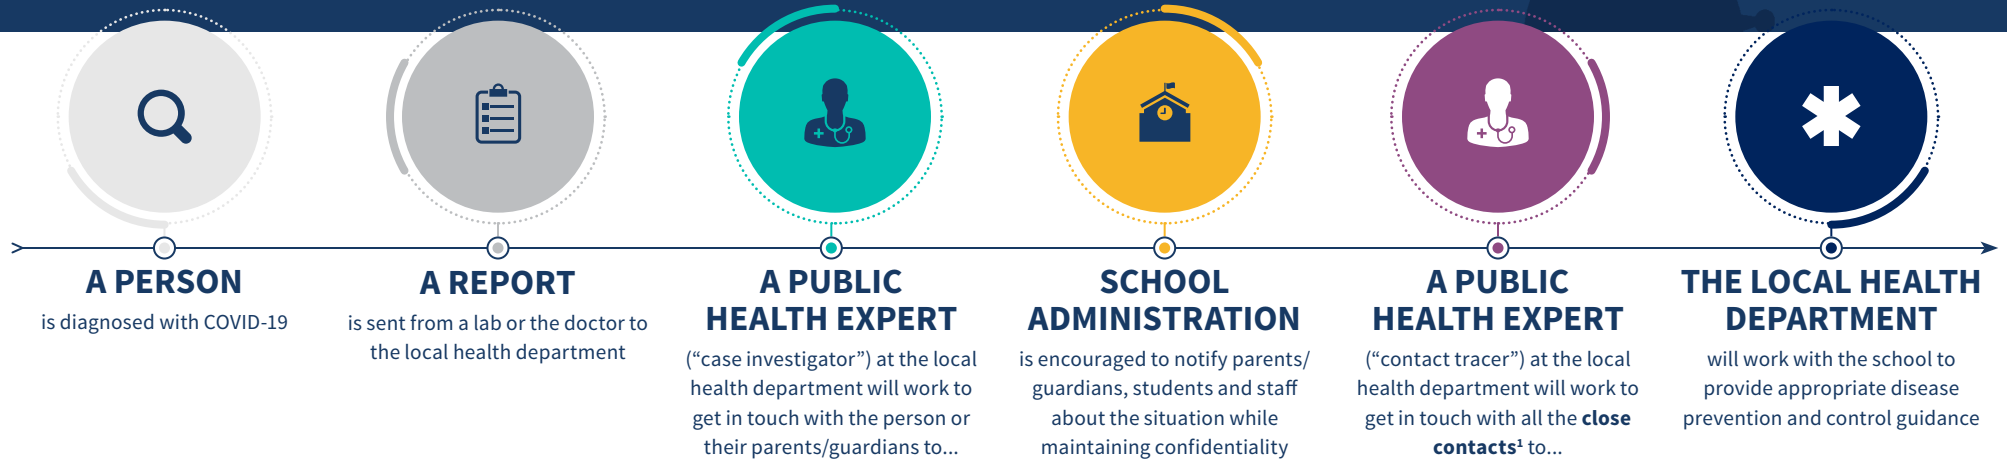 A PERSON
is diagnosed with COVID-19
A REPORT
is sent from a lab or the doctor to
the local health department
A PUBLIC
HEALTH EXPERT
(“case investigator”) at the local
health department will work to
get in touch with the person or
their parents/guardians to...
SCHOOL
ADMINISTRATION
is encouraged to notify parents/
guardians, students and staff
about the situation while
maintaining confidentiality
A PUBLIC
HEALTH EXPERT
(“contact tracer”) at the local
health department will work to
get in touch with all the close
contacts¹ to...
THE LOCAL HEALTH
DEPARTMENT
will work with the school to
provide appropriate disease
prevention and control guidance